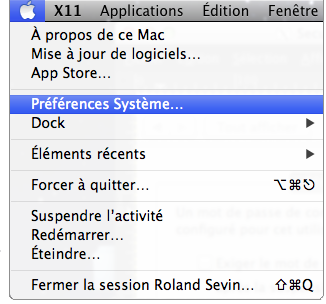 X11 Applications Édition Fenêtre
À propos de ce Mac
Mise à jour de logiciels...
App Store...
Préférences Système...
Dock
Éléments récents
Forcer à quitter... ⌥⌘⎋
Suspendre l'activité
Redémarrer...
Éteindre...
Fermer la session Roland Sevin... ⇧⌘Q